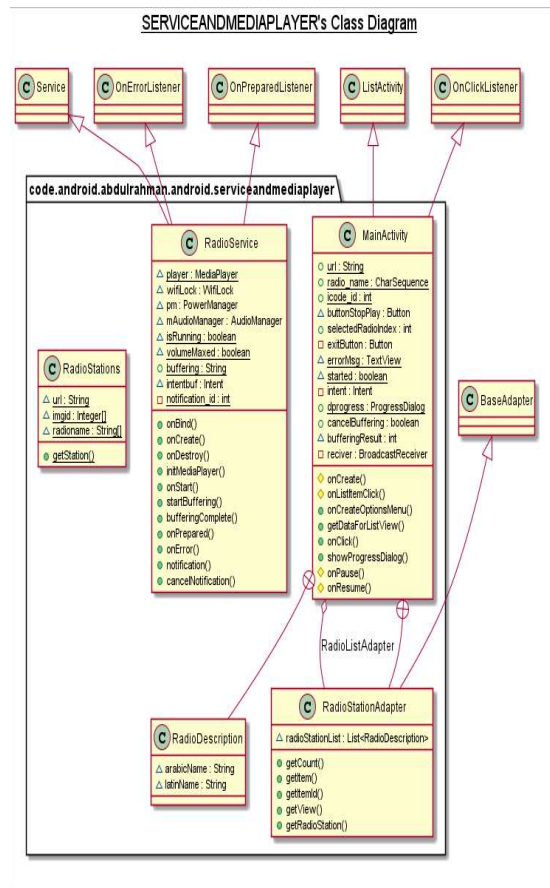 SERVICEANDMEDIAPLAYER's Class Diagram
C Service
C OnErrorListener
C OnPreparedListener
C ListActivity
C OnClickListener
code.android.abdulrahman.android.serviceandmediaplayer
C RadioService
player : MediaPlayer
wifiLock : WifiLock
pm : PowerManager
mAudioManager : AudioManager
isRunning : boolean
volumeMaxed : boolean
buffering : String
intentbuf : Intent
notification_id : int
onBind()
onCreate()
onDestroy()
initMediaPlayer()
onStart()
startBuffering()
bufferingComplete()
onPrepared()
onError()
notification()
cancelNotification()
C MainActivity
url : String
radio_name : CharSequence
icode_id : int
buttonStopPlay : Button
selectedRadioIndex : int
exitButton : Button
errorMsg : TextView
started : boolean
intent : Intent
dprogress : ProgressDialog
cancelBuffering : boolean
bufferingResult : int
reciver : BroadcastReceiver
onCreate()
onListItemClick()
onCreateOptionsMenu()
getDataForListView()
onClick()
showProgressDialog()
onPause()
onResume()
C RadioStations
url : String
imgid : Integer[]
radioname : String[]
getStation()
C BaseAdapter
RadioListAdapter
C RadioDescription
arabicName : String
latinName : String
C RadioStationAdapter
radioStationList : List<RadioDescription>
getCount()
getItem()
getItemId()
getView()
getRadioStation()